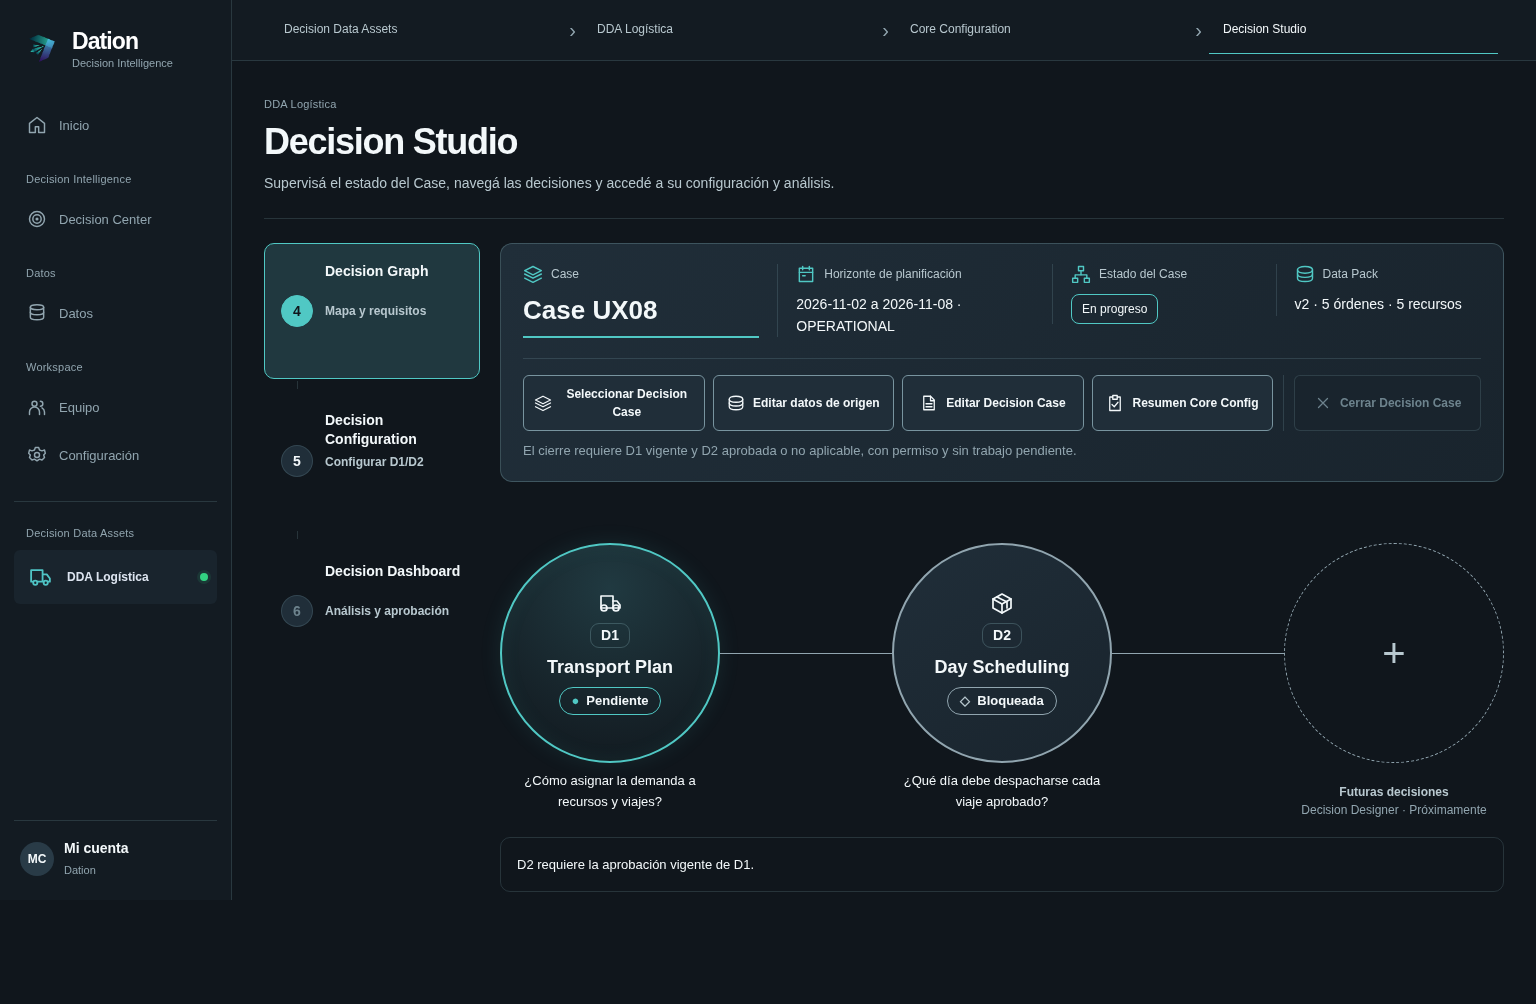 Dation
Decision Intelligence
Inicio
Decision Intelligence
Decision Center
Datos
Datos
Workspace
Equipo
Configuración
Decision Data Assets
DDA Logística
MC
Mi cuenta
Dation
Decision Data Assets
DDA Logística
Core Configuration
Decision Studio
DDA Logística
Decision Studio
Supervisá el estado del Case, navegá las decisiones y accedé a su configuración y análisis.
Decision Graph
4
Mapa y requisitos
Decision
Configuration
5
Configurar D1/D2
Decision Dashboard
6
Análisis y aprobación
Case
Case UX08
Horizonte de planificación
2026-11-02 a 2026-11-08 ·
OPERATIONAL
Estado del Case
En progreso
Data Pack
v2 · 5 órdenes · 5 recursos
Seleccionar Decision
Case
Editar datos de origen
Editar Decision Case
Resumen Core Config
Cerrar Decision Case
El cierre requiere D1 vigente y D2 aprobada o no aplicable, con permiso y sin trabajo pendiente.
D1
Transport Plan
Pendiente
¿Cómo asignar la demanda a
recursos y viajes?
D2
Day Scheduling
Bloqueada
¿Qué día debe despacharse cada
viaje aprobado?
+
Futuras decisiones
Decision Designer · Próximamente
D2 requiere la aprobación vigente de D1.